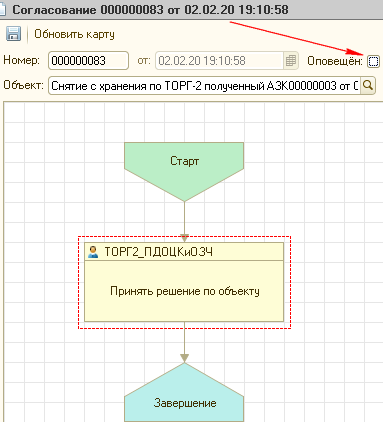 Согласование 000000083 от 02.02.20 19:10:58
Обновить карту
Номер: 000000083 от: 02.02.20 19:10:58 Оповещён:
Объект: Снятие с хранения по ТОРГ-2 полученный АЗК00000003 от
Старт
ТОРГ2_ПДОЦКиОЗЧ
Принять решение по объекту
Завершение